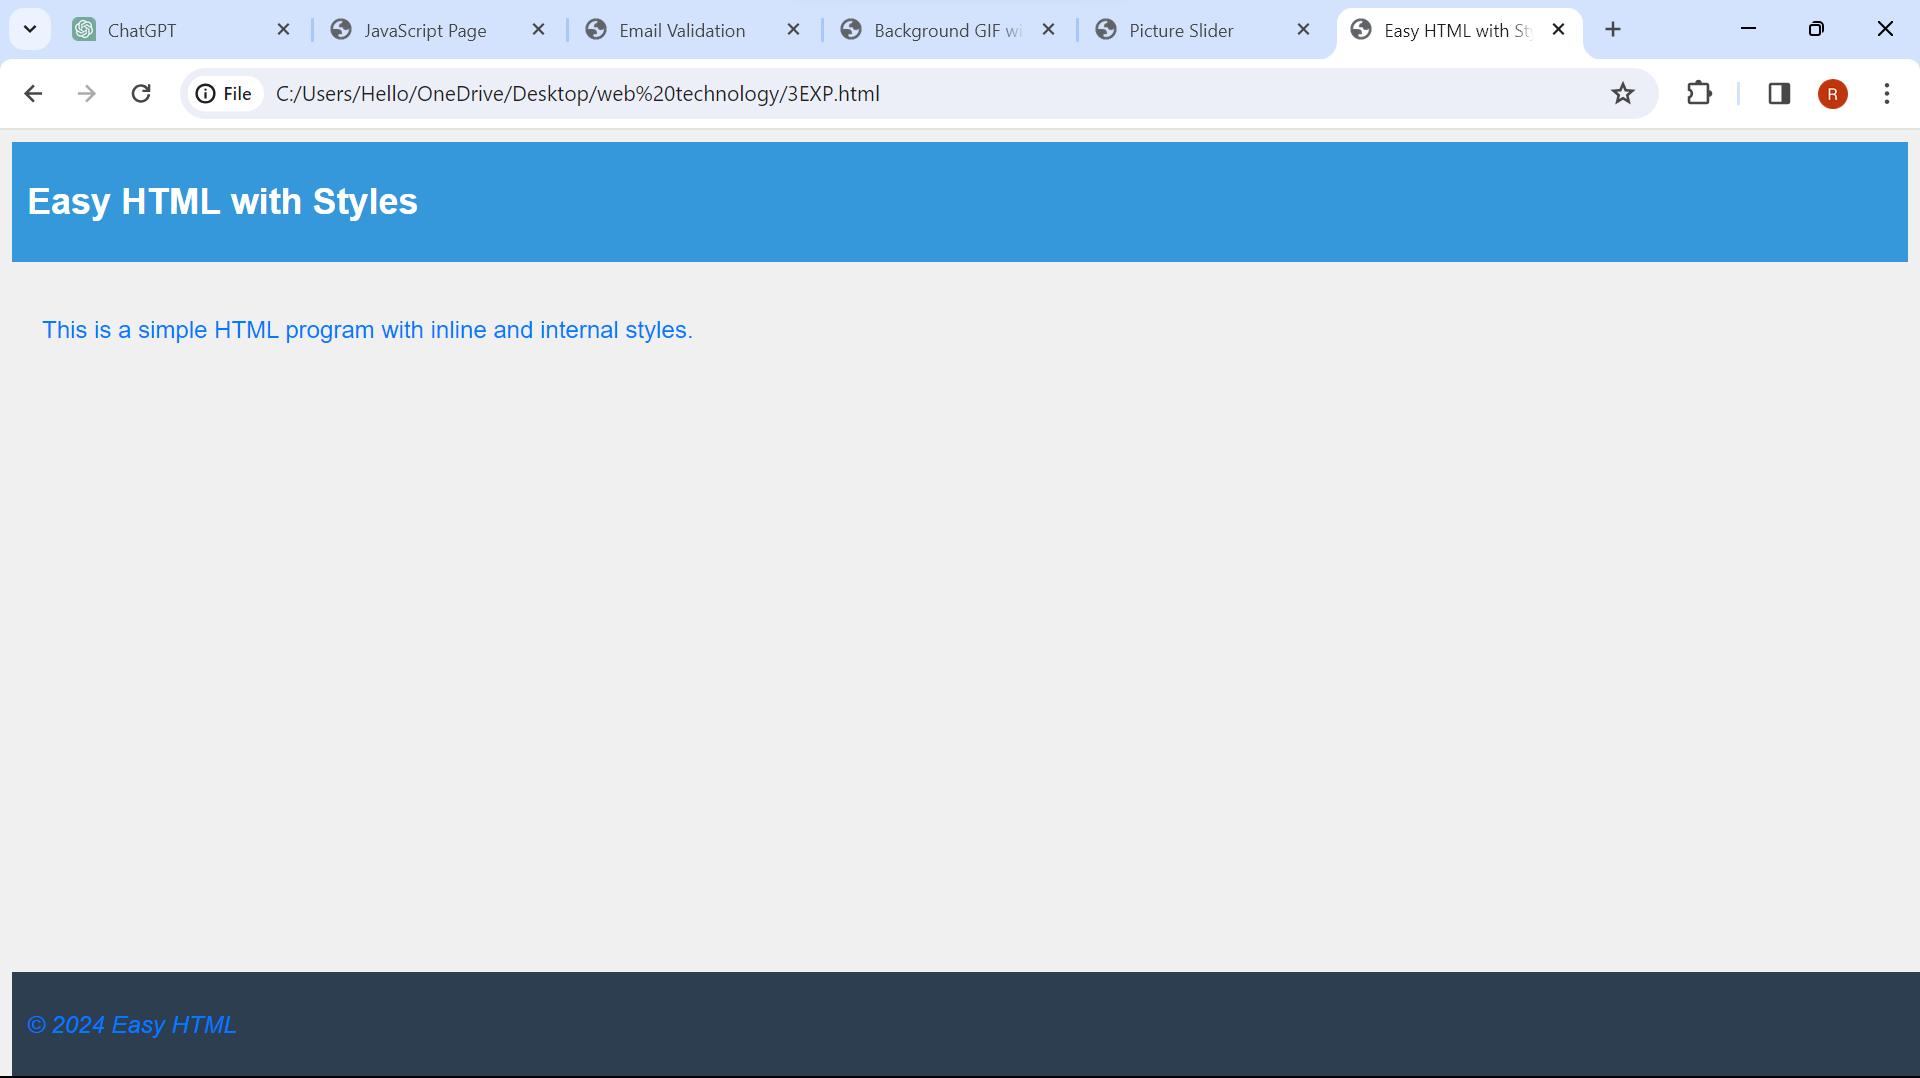 ChatGPT
JavaScript Page
Email Validation
Background GIF wi
Picture Slider
Easy HTML with St
File
C:/Users/Hello/OneDrive/Desktop/web%20technology/3EXP.html
R
Easy HTML with Styles
This is a simple HTML program with inline and internal styles.
© 2024 Easy HTML